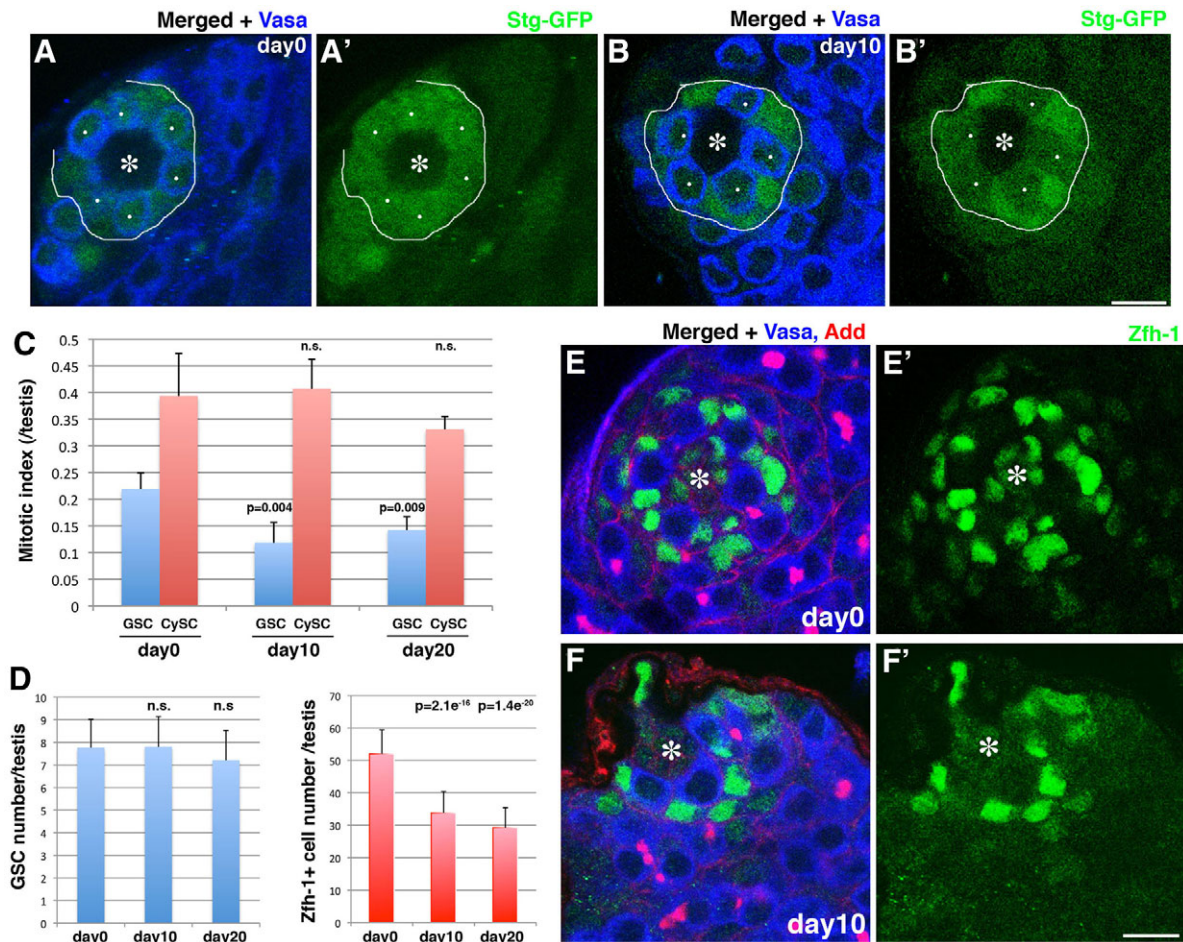 Merged + Vasa Stg-GFP Merged + Vasa Stg-GFP
A day0 A’ B day10 B’
* * * *
C
Mitotic index (/testis)
0.5
0.45
0.4
0.35
0.3
0.25
0.2
0.15
0.1
0.05
0
n.s. n.s.
p=0.004 p=0.009
GSC CySC GSC CySC GSC CySC
day0 day10 day20
D
GSC number/testis
10
9
8
7
6
5
4
3
2
1
0
n.s. n.s
day0 day10 day20
Zfh-1+ cell number /testis
70
60
50
40
30
20
10
0
p=2.1e-16 p=1.4e-20
day0 day10 day20
Merged + Vasa, Add Zfh-1
E E’
* *
day0
F F’
* *
day10